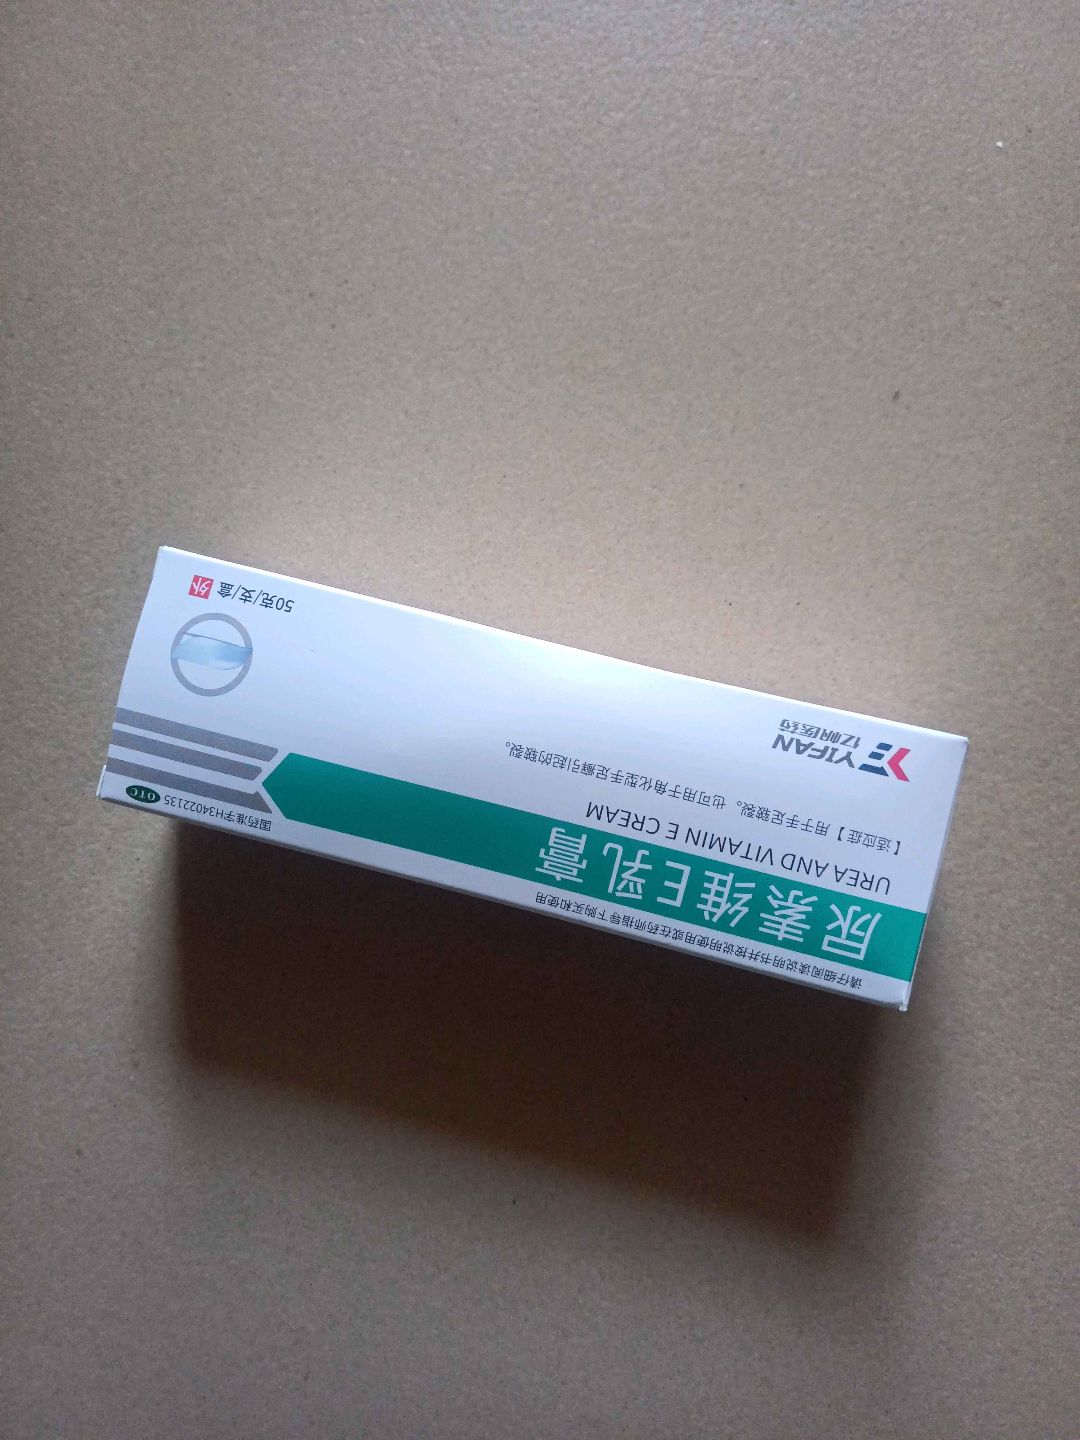 请仔细阅读说明书并按说明使用或在药师指导下购买和使用
尿素维E乳膏
UREA AND VITAMIN E CREAM
【适应症】用于手足皲裂。也可用于角化型手足癣引起的皲裂。
YIFAN
亿帆医药
国药准字H34022135
OTC
50克/支/盒
外